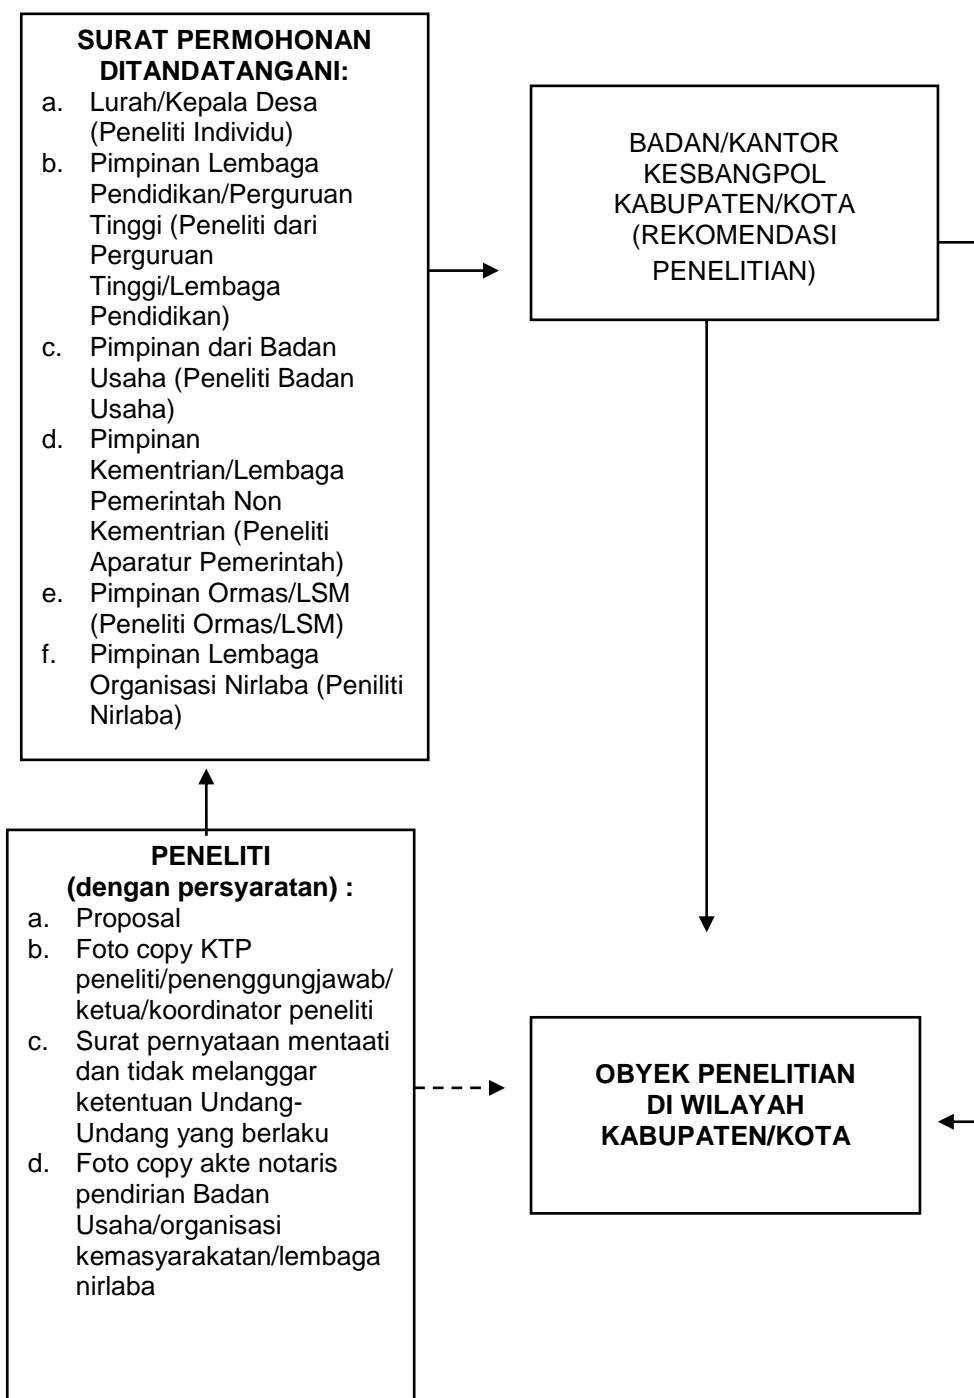 SURAT PERMOHONAN
DITANDATANGANI:
a. Lurah/Kepala Desa
(Peneliti Individu)
b. Pimpinan Lembaga
Pendidikan/Perguruan
Tinggi (Peneliti dari
Perguruan
Tinggi/Lembaga
Pendidikan)
c. Pimpinan dari Badan
Usaha (Peneliti Badan
Usaha)
d. Pimpinan
Kementrian/Lembaga
Pemerintah Non
Kementrian (Peneliti
Aparatur Pemerintah)
e. Pimpinan Ormas/LSM
(Peneliti Ormas/LSM)
f. Pimpinan Lembaga
Organisasi Nirlaba (Peniliti
Nirlaba)
BADAN/KANTOR
KESBANGPOL
KABUPATEN/KOTA
(REKOMENDASI
PENELITIAN)
PENELITI
(dengan persyaratan) :
a. Proposal
b. Foto copy KTP
peneliti/penenggungjawab/
ketua/koordinator peneliti
c. Surat pernyataan mentaati
dan tidak melanggar
ketentuan Undang-
Undang yang berlaku
d. Foto copy akte notaris
pendirian Badan
Usaha/organisasi
kemasyarakatan/lembaga
nirlaba
OBYEK PENELITIAN
DI WILAYAH
KABUPATEN/KOTA